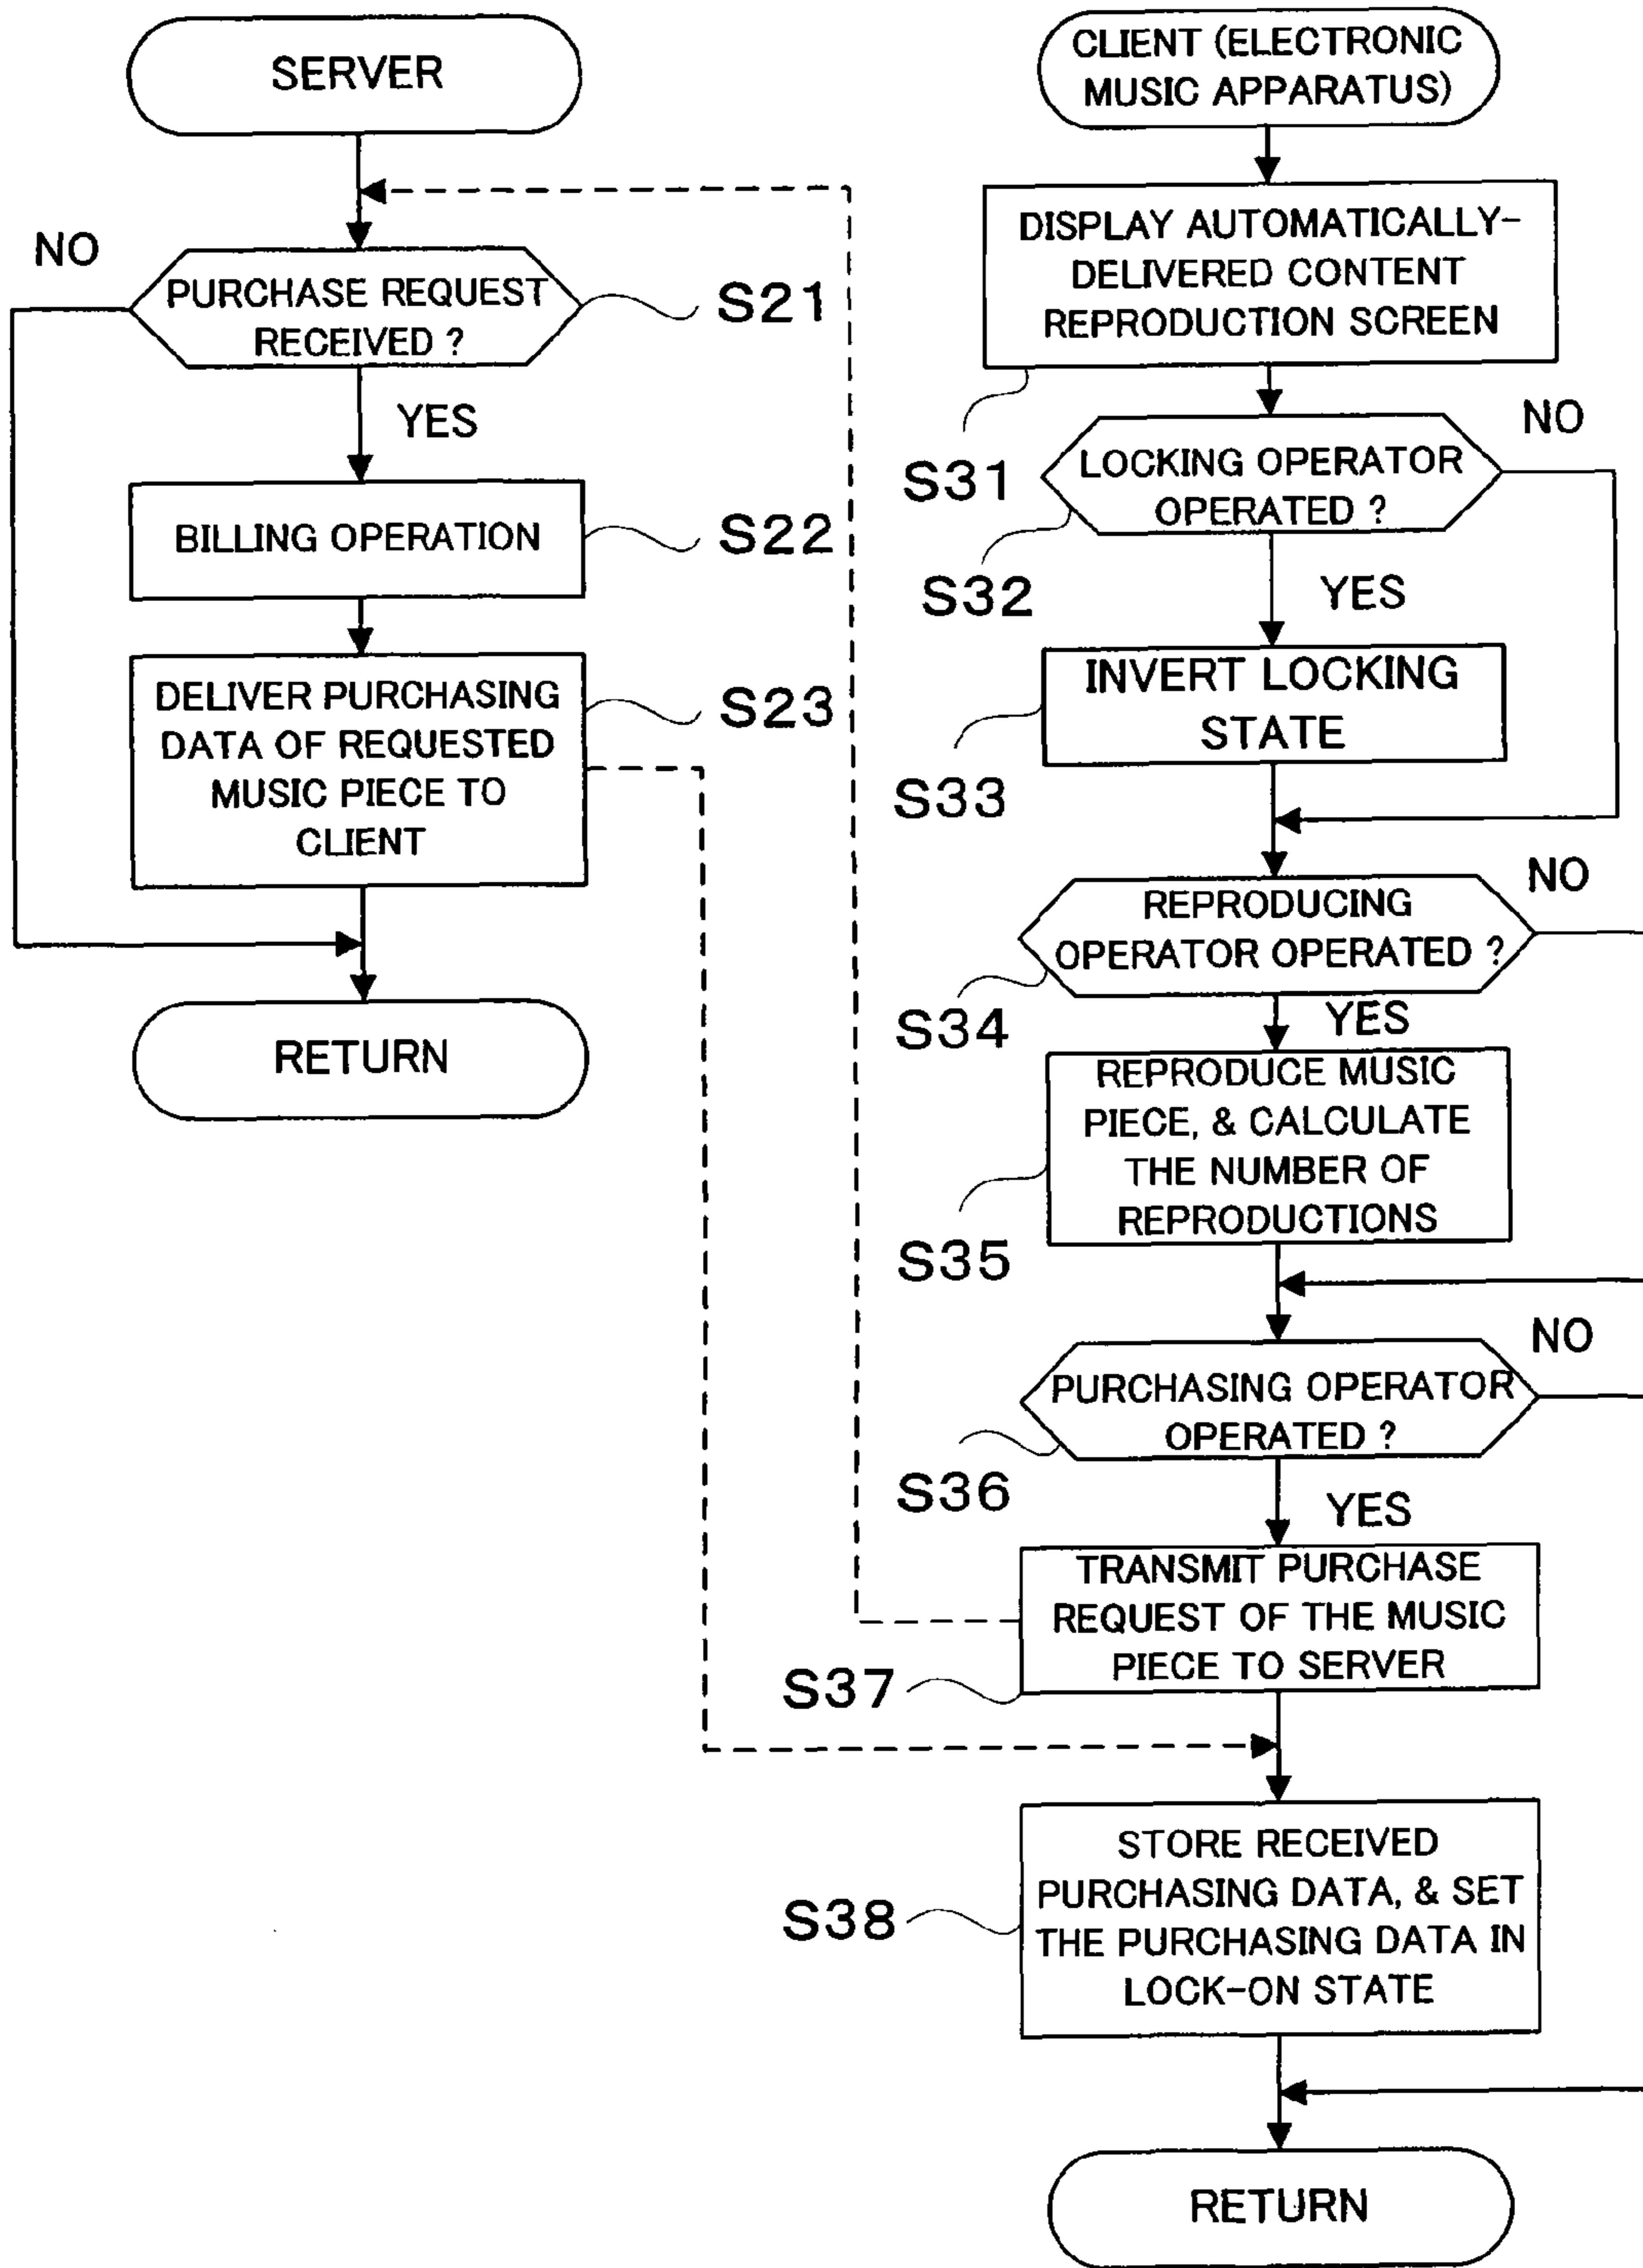 SERVER
NO
PURCHASE REQUEST
RECEIVED ?
S21
YES
BILLING OPERATION
S22
DELIVER PURCHASING
DATA OF REQUESTED
MUSIC PIECE TO
CLIENT
S23
RETURN
CLIENT (ELECTRONIC
MUSIC APPARATUS)
DISPLAY AUTOMATICALLY-
DELIVERED CONTENT
REPRODUCTION SCREEN
S31
NO
LOCKING OPERATOR
OPERATED ?
S32
YES
INVERT LOCKING
STATE
S33
NO
REPRODUCING
OPERATOR OPERATED ?
S34
YES
REPRODUCE MUSIC
PIECE, & CALCULATE
THE NUMBER OF
REPRODUCTIONS
S35
NO
PURCHASING OPERATOR
OPERATED ?
S36
YES
TRANSMIT PURCHASE
REQUEST OF THE MUSIC
PIECE TO SERVER
S37
STORE RECEIVED
PURCHASING DATA, & SET
THE PURCHASING DATA IN
LOCK-ON STATE
S38
RETURN